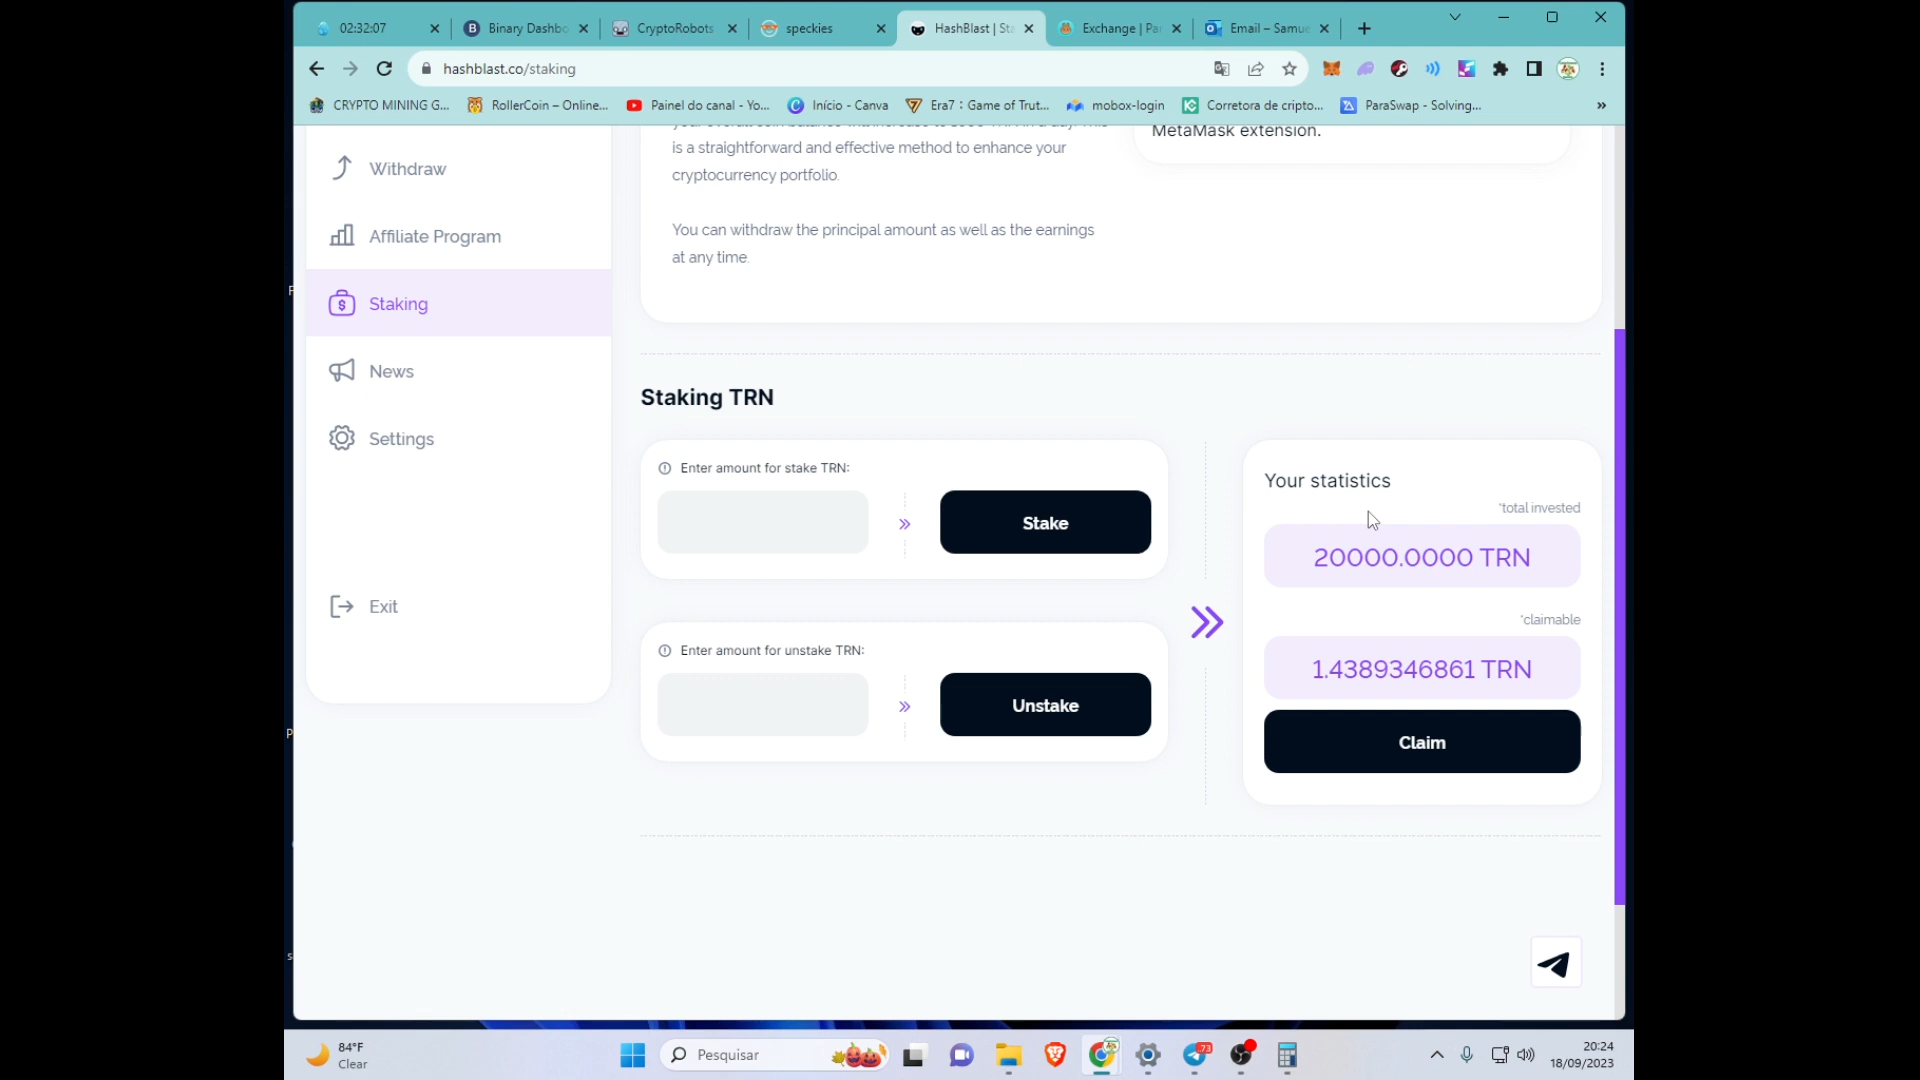 02:32:07
Binary Dashbo
CryptoRobots
speckies
HashBlast | Sta
Exchange | Pa
Email – Samue
hashblast.co/staking
CRYPTO MINING G...
RollerCoin – Online...
Painel do canal - Yo...
Início - Canva
Era7 : Game of Trut...
mobox-login
Corretora de cripto...
ParaSwap - Solving...
»
Withdraw
Affiliate Program
Staking
News
Settings
Exit
is a straightforward and effective method to enhance your
cryptocurrency portfolio.
You can withdraw the principal amount as well as the earnings
at any time.
MetaMask extension.
Staking TRN
Enter amount for stake TRN:
Stake
Enter amount for unstake TRN:
Unstake
Your statistics
*total invested
20000.0000 TRN
*claimable
1.4389346861 TRN
Claim
84°F
Clear
Pesquisar
73
20:24
18/09/2023